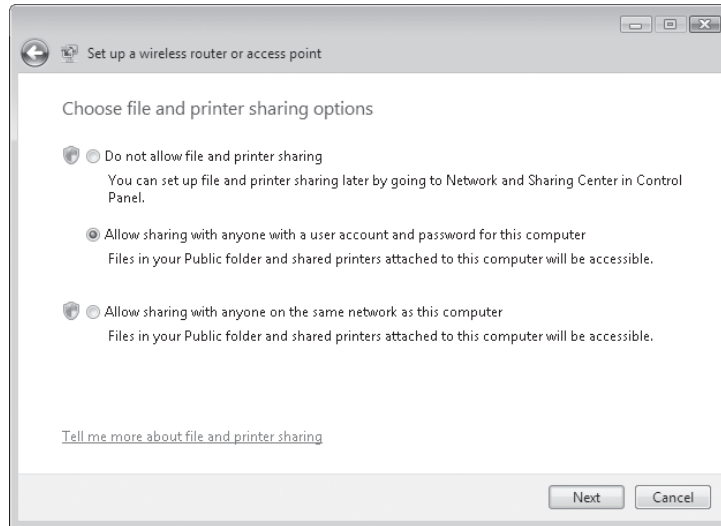 Set up a wireless router or access point
Choose file and printer sharing options
Do not allow file and printer sharing
You can set up file and printer sharing later by going to Network and Sharing Center in Control
Panel.
Allow sharing with anyone with a user account and password for this computer
Files in your Public folder and shared printers attached to this computer will be accessible.
Allow sharing with anyone on the same network as this computer
Files in your Public folder and shared printers attached to this computer will be accessible.
Tell me more about file and printer sharing
Next Cancel